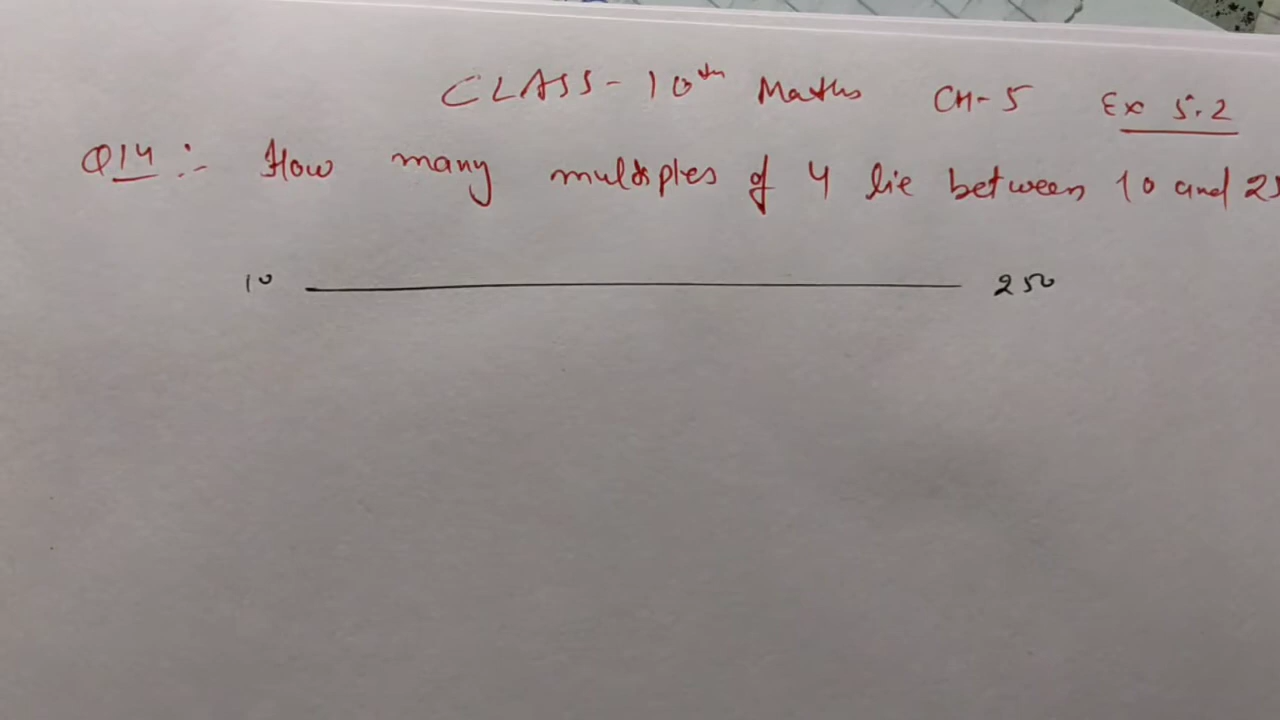 CLASS-10th Maths CH-5 Ex 5.2
Q14:- How many multiples of 4 lie between 10 and 25
10 250